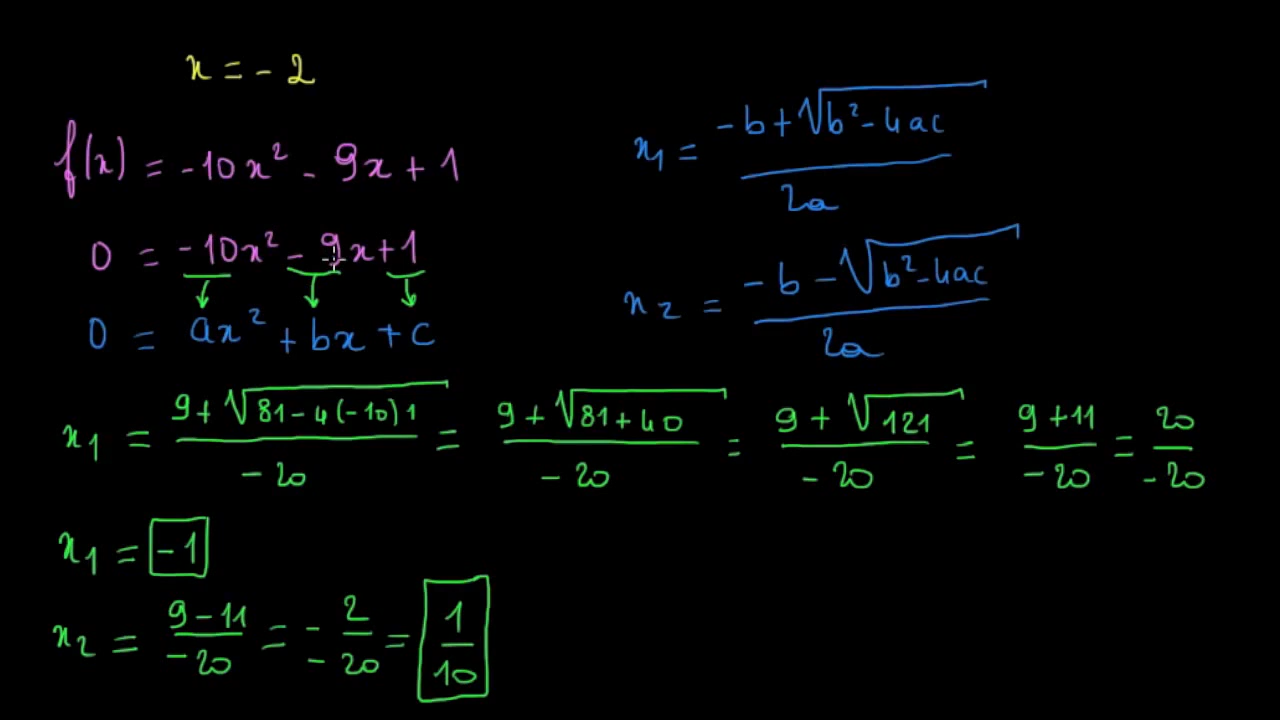 x = - 2
f(x) = -10x² - 9x + 1
0 = -10x² - 9x + 1
0 = ax² + bx + c
x₁ = (-b + √(b² - 4ac)) / 2a
x₂ = (-b - √(b² - 4ac)) / 2a
x₁ = (9 + √(81 - 4(-10)1)) / -20 = (9 + √(81 + 40)) / -20 = (9 + √121) / -20 = (9 + 11) / -20 = 20 / -20
x₁ = -1
x₂ = (9 - 11) / -20 = -2 / -20 = 1 / 10